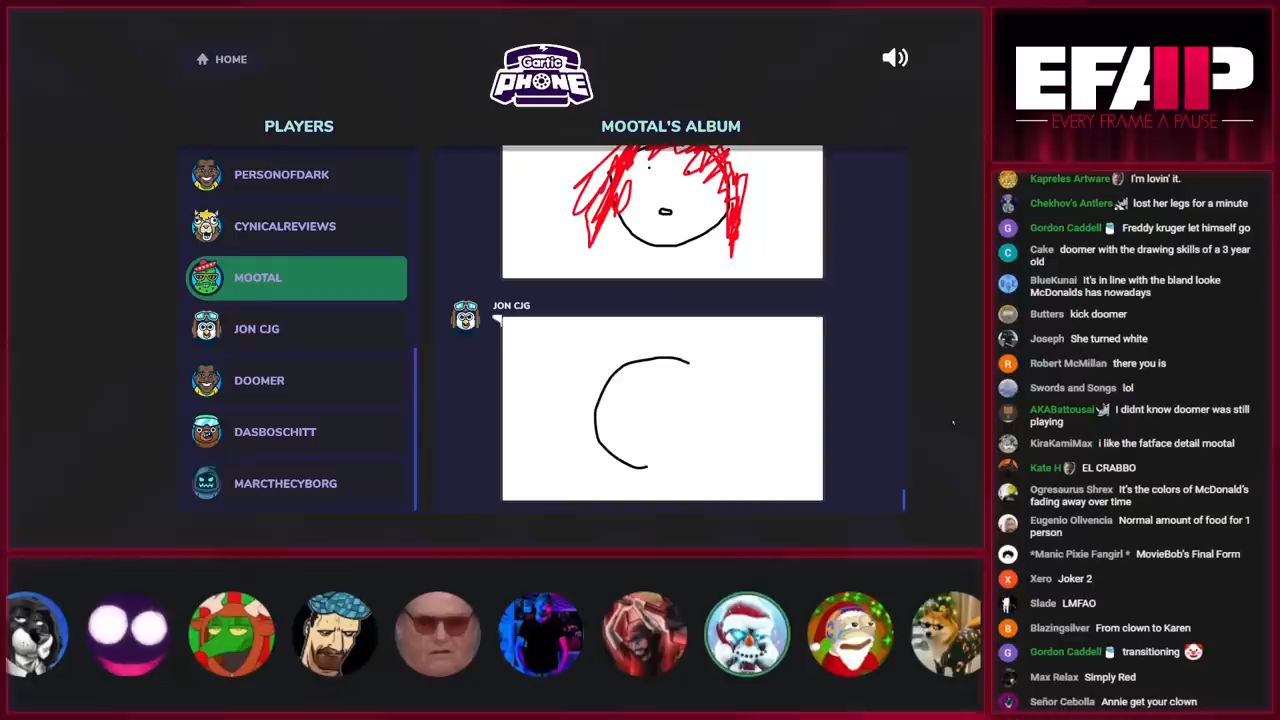 HOME
Gartic
PHONE
PLAYERS
MOOTAL'S ALBUM
PERSONOFDARK
CYNICALREVIEWS
MOOTAL
JON CJG
DOOMER
DASBOSCHITT
MARCTHECYBORG
JON CJG
EFAP
EVERY FRAME A PAUSE
Kapreles Artware I'm lovin' it.
Chekhov's Antlers lost her legs for a minute
Gordon Caddell Freddy kruger let himself go
Cake doomer with the drawing skills of a 3 year
old
BlueKunai It's in line with the bland looke
McDonalds has nowadays
Butters kick doomer
Joseph She turned white
Robert McMillan there you is
Swords and Songs lol
AKABattousai I didnt know doomer was still
playing
KiraKamiMax i like the fatface detail mootal
Kate H EL CRABBO
Ogresaurus Shrex It's the colors of McDonald's
fading away over time
Eugenio Olivencia Normal amount of food for 1
person
*Manic Pixie Fangirl * MovieBob's Final Form
Xero Joker 2
Slade LMFAO
Blazingsilver From clown to Karen
Gordon Caddell transitioning 🤡
Max Relax Simply Red
Señor Cebolla Annie get your clown